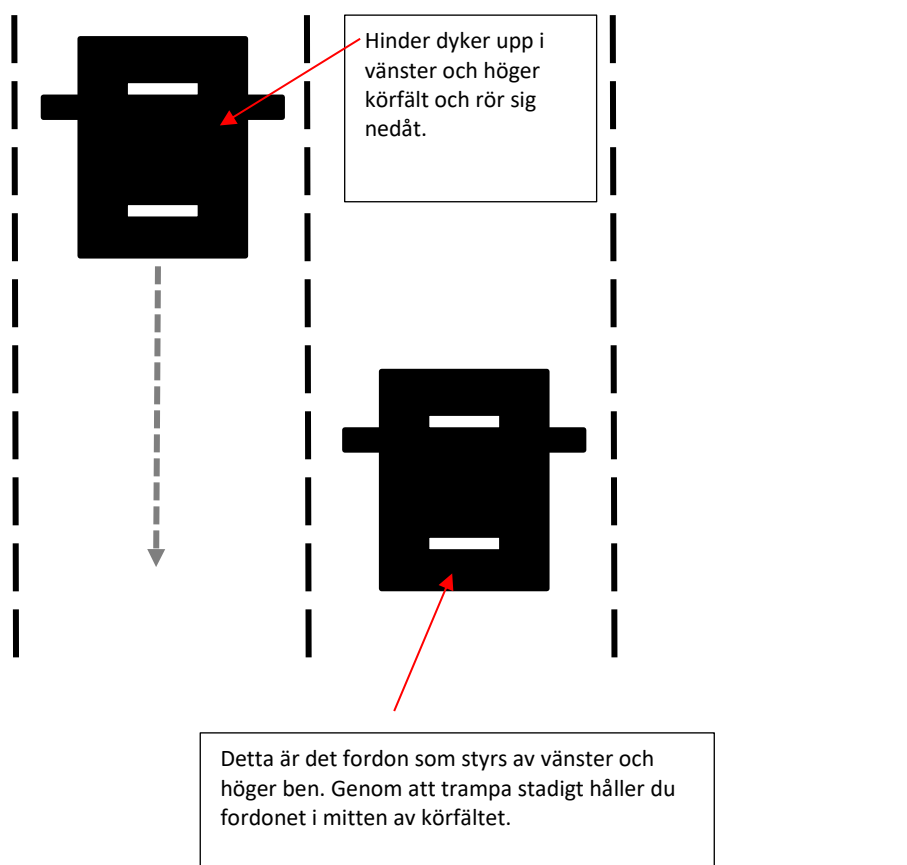 Hinder dyker upp i
vänster och höger
körfält och rör sig
nedåt.
Detta är det fordon som styrs av vänster och
höger ben. Genom att trampa stadigt håller du
fordonet i mitten av körfältet.